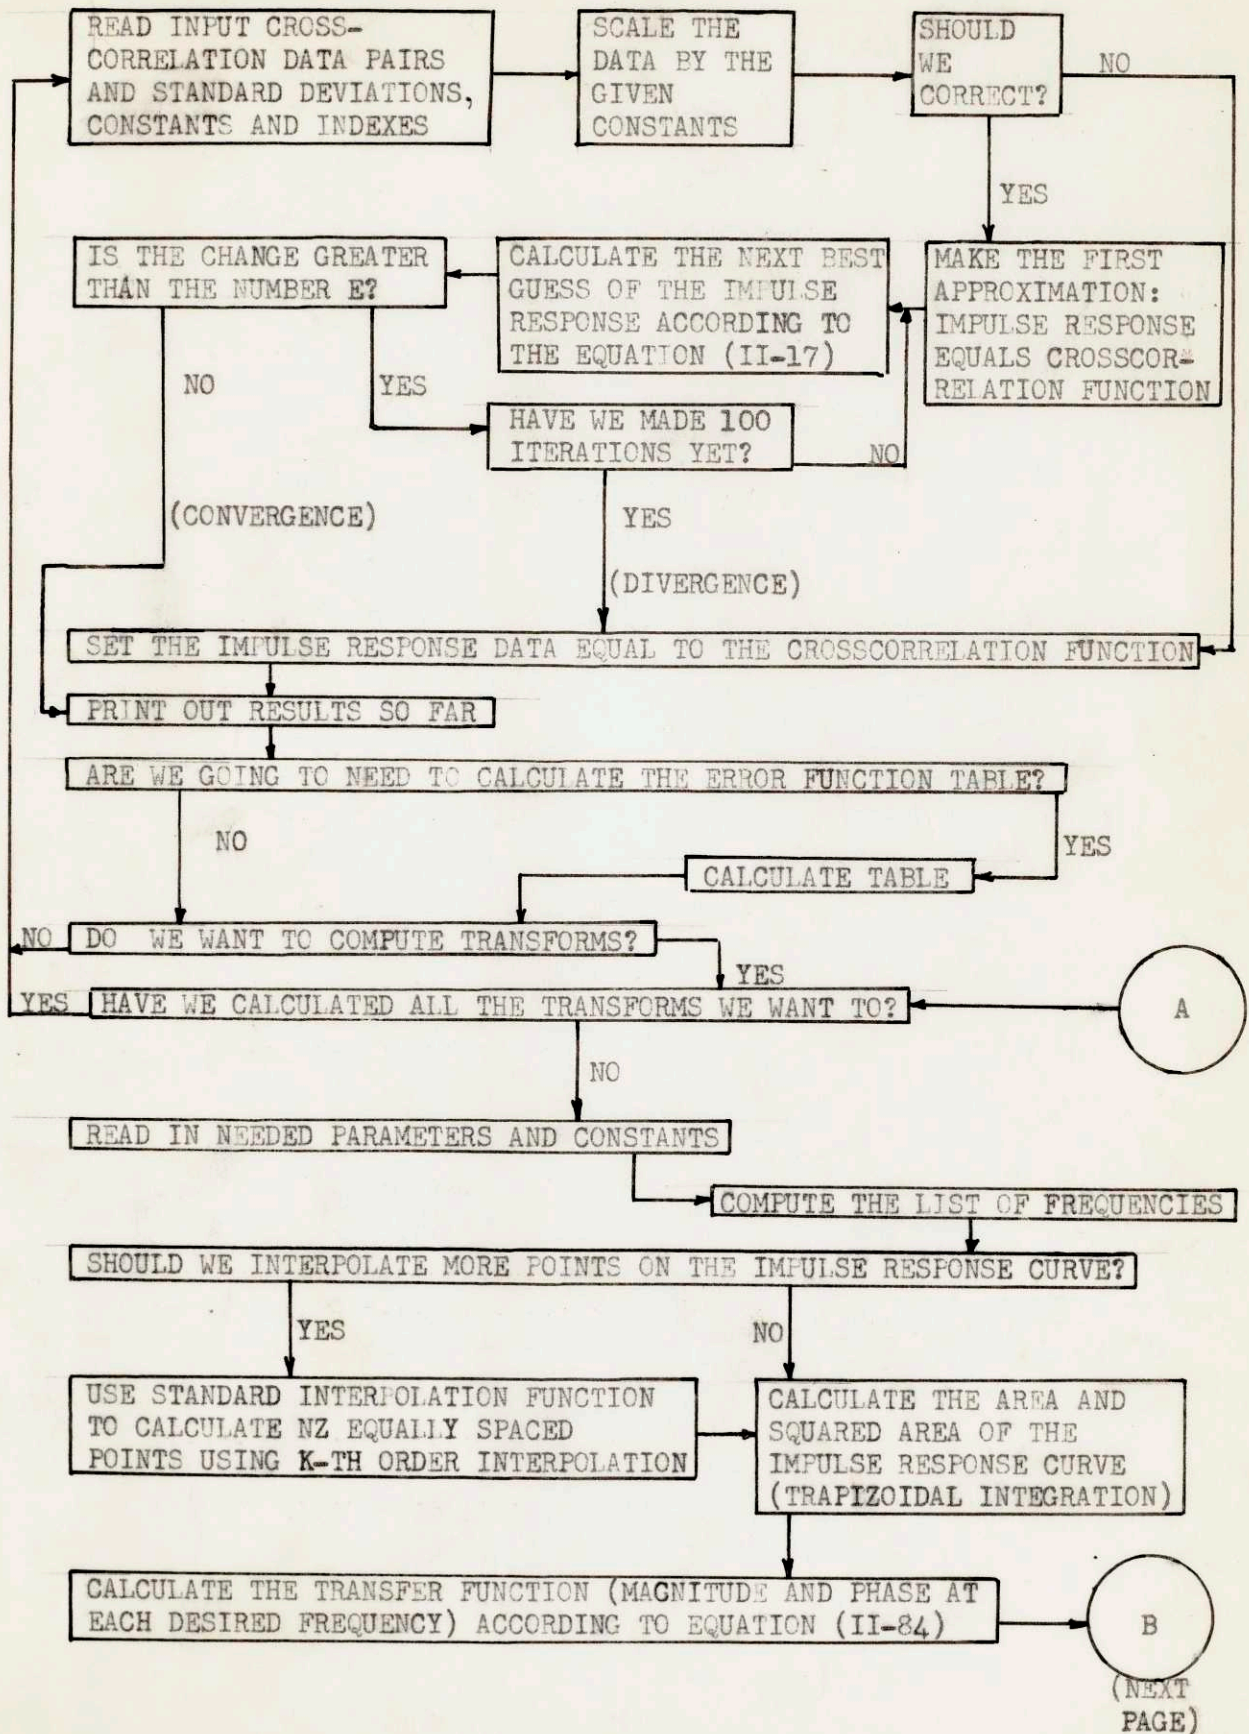 READ INPUT CROSS-
CORRELATION DATA PAIRS
AND STANDARD DEVIATIONS,
CONSTANTS AND INDEXES
SCALE THE
DATA BY THE
GIVEN
CONSTANTS
SHOULD
WE
CORRECT?
NO
YES
IS THE CHANGE GREATER
THAN THE NUMBER E?
CALCULATE THE NEXT BEST
GUESS OF THE IMPULSE
RESPONSE ACCORDING TO
THE EQUATION (II-17)
MAKE THE FIRST
APPROXIMATION:
IMPULSE RESPONSE
EQUALS CROSSCOR-
RELATION FUNCTION
NO
YES
HAVE WE MADE 100
ITERATIONS YET?
NO
(CONVERGENCE)
YES
(DIVERGENCE)
SET THE IMPULSE RESPONSE DATA EQUAL TO THE CROSSCORRELATION FUNCTION
PRINT OUT RESULTS SO FAR
ARE WE GOING TO NEED TO CALCULATE THE ERROR FUNCTION TABLE?
NO
YES
CALCULATE TABLE
NO
DO WE WANT TO COMPUTE TRANSFORMS?
YES
YES
HAVE WE CALCULATED ALL THE TRANSFORMS WE WANT TO?
A
NO
READ IN NEEDED PARAMETERS AND CONSTANTS
COMPUTE THE LIST OF FREQUENCIES
SHOULD WE INTERPOLATE MORE POINTS ON THE IMPULSE RESPONSE CURVE?
YES
NO
USE STANDARD INTERPOLATION FUNCTION
TO CALCULATE NZ EQUALLY SPACED
POINTS USING K-TH ORDER INTERPOLATION
CALCULATE THE AREA AND
SQUARED AREA OF THE
IMPULSE RESPONSE CURVE
(TRAPIZOIDAL INTEGRATION)
CALCULATE THE TRANSFER FUNCTION (MAGNITUDE AND PHASE AT
EACH DESIRED FREQUENCY) ACCORDING TO EQUATION (II-84)
B
(NEXT
PAGE)